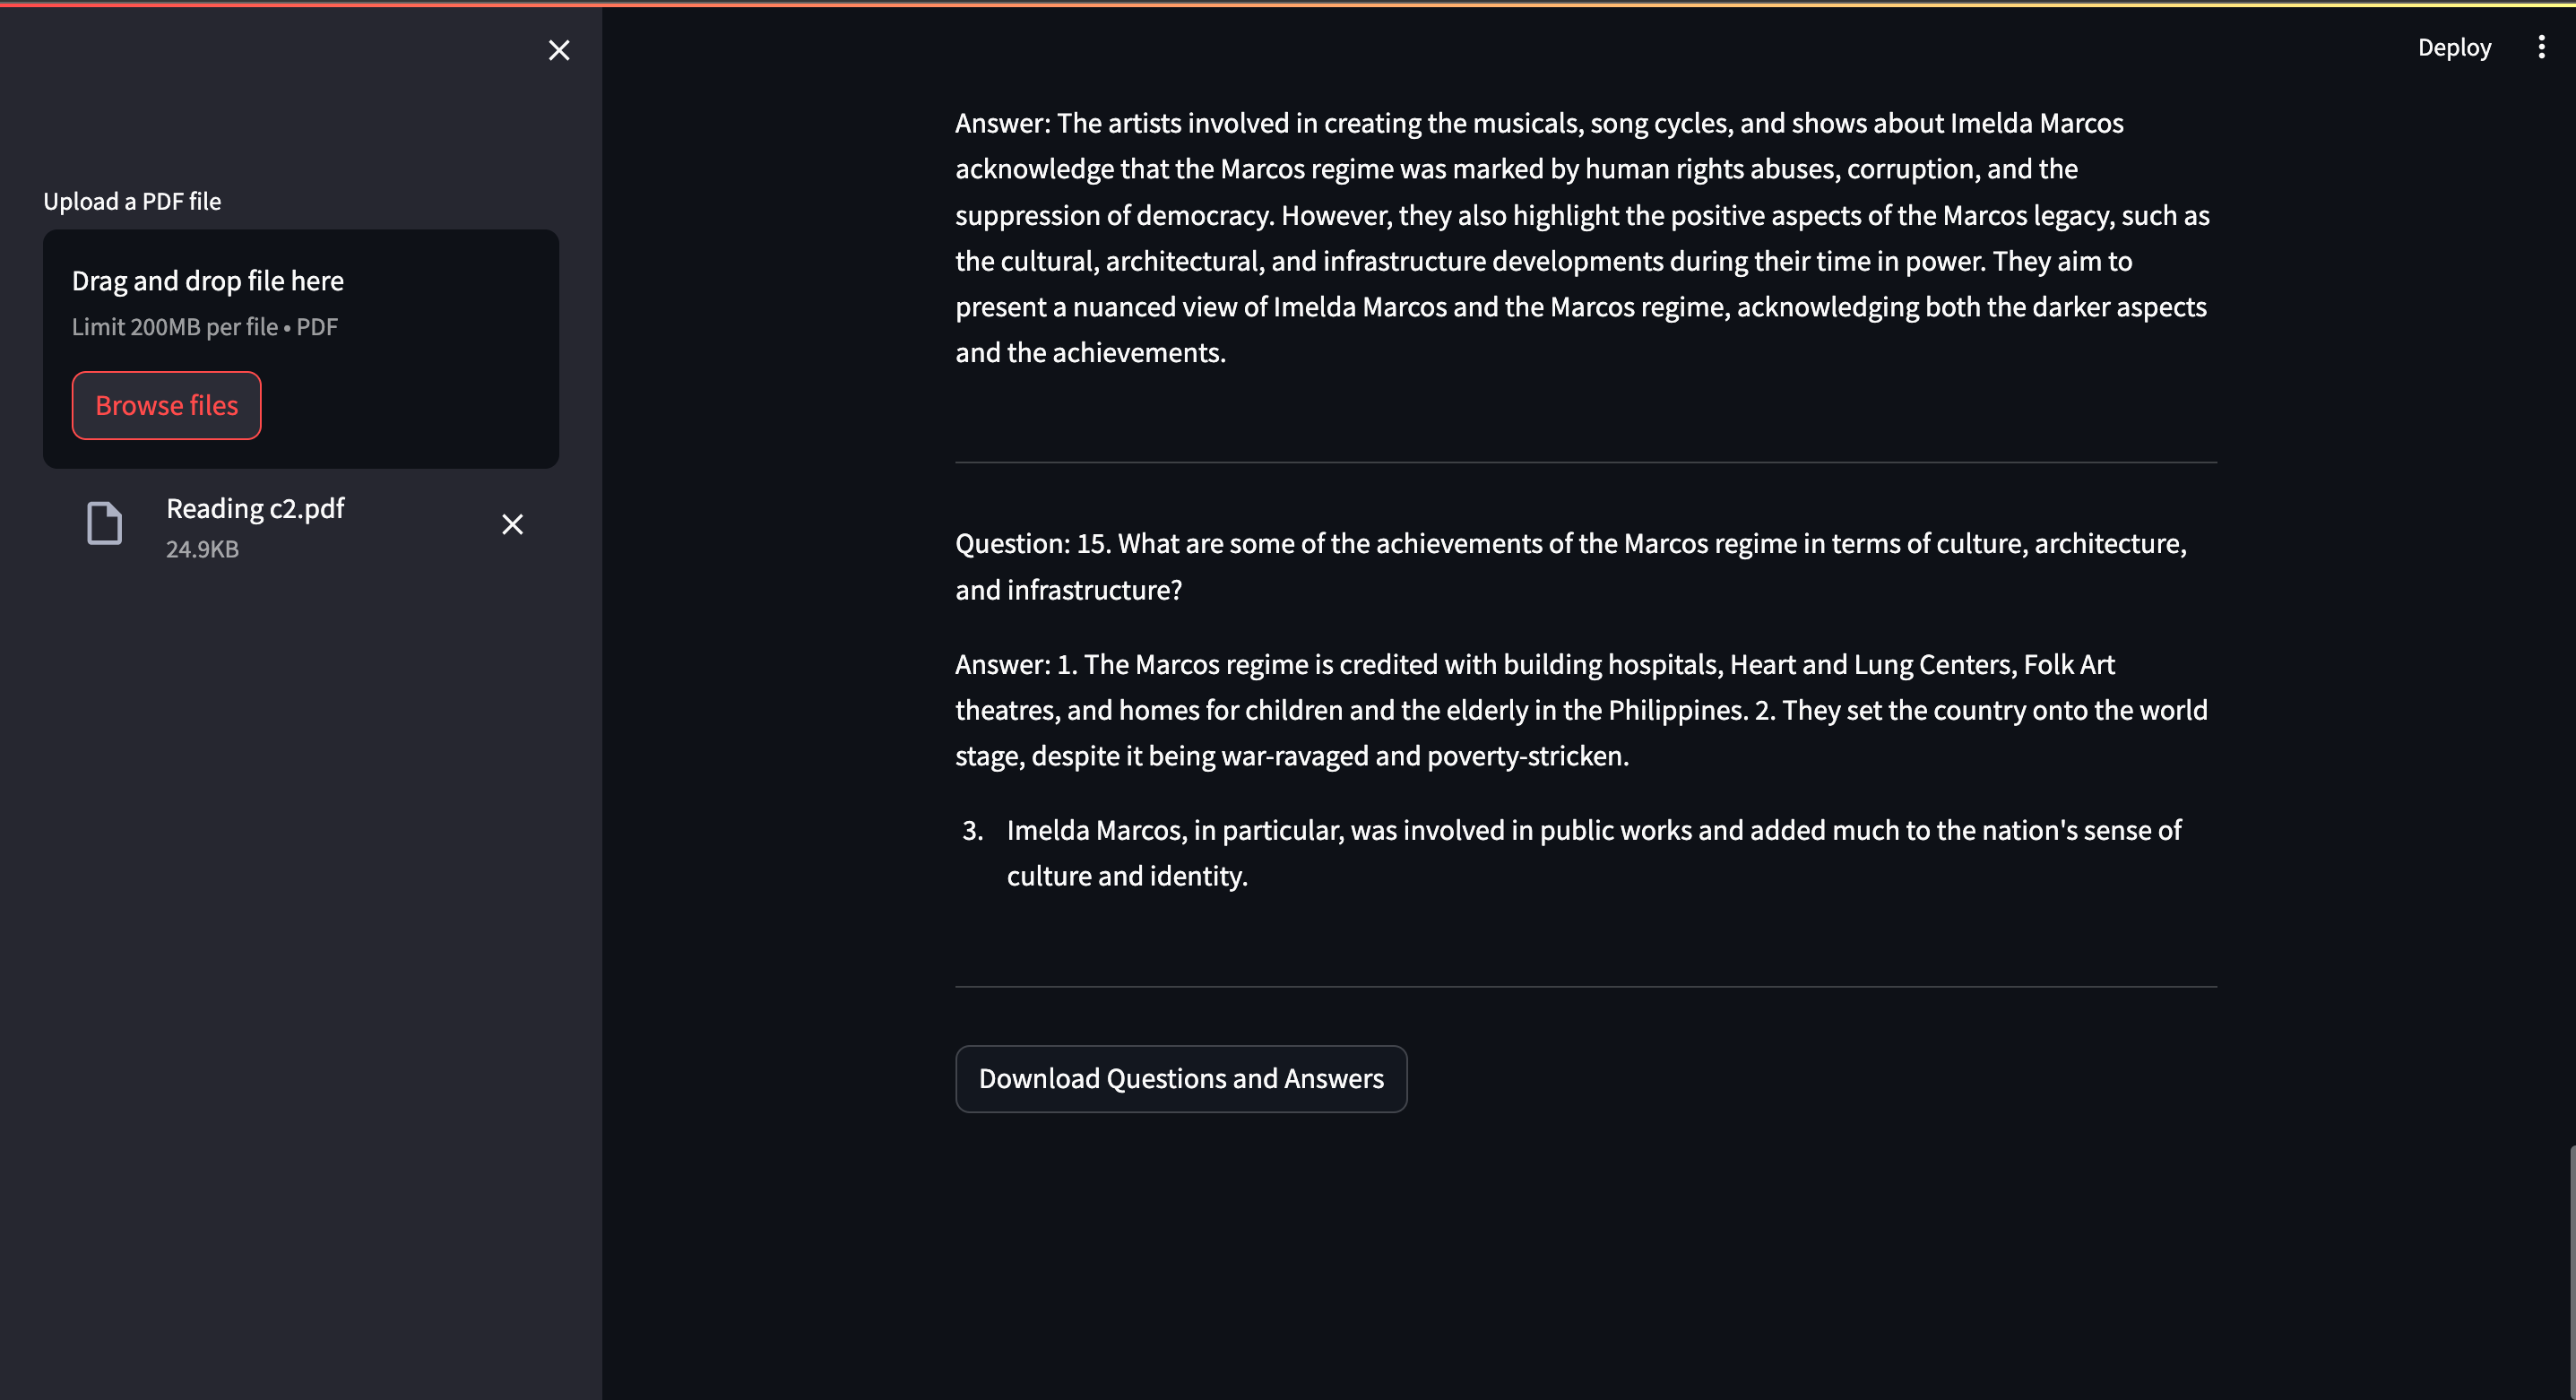 Deploy
Upload a PDF file
Drag and drop file here
Limit 200MB per file • PDF
Browse files
Reading c2.pdf
24.9KB
Answer: The artists involved in creating the musicals, song cycles, and shows about Imelda Marcos
acknowledge that the Marcos regime was marked by human rights abuses, corruption, and the
suppression of democracy. However, they also highlight the positive aspects of the Marcos legacy, such as
the cultural, architectural, and infrastructure developments during their time in power. They aim to
present a nuanced view of Imelda Marcos and the Marcos regime, acknowledging both the darker aspects
and the achievements.
Question: 15. What are some of the achievements of the Marcos regime in terms of culture, architecture,
and infrastructure?
Answer: 1. The Marcos regime is credited with building hospitals, Heart and Lung Centers, Folk Art
theatres, and homes for children and the elderly in the Philippines. 2. They set the country onto the world
stage, despite it being war-ravaged and poverty-stricken.
3. Imelda Marcos, in particular, was involved in public works and added much to the nation's sense of
culture and identity.
Download Questions and Answers